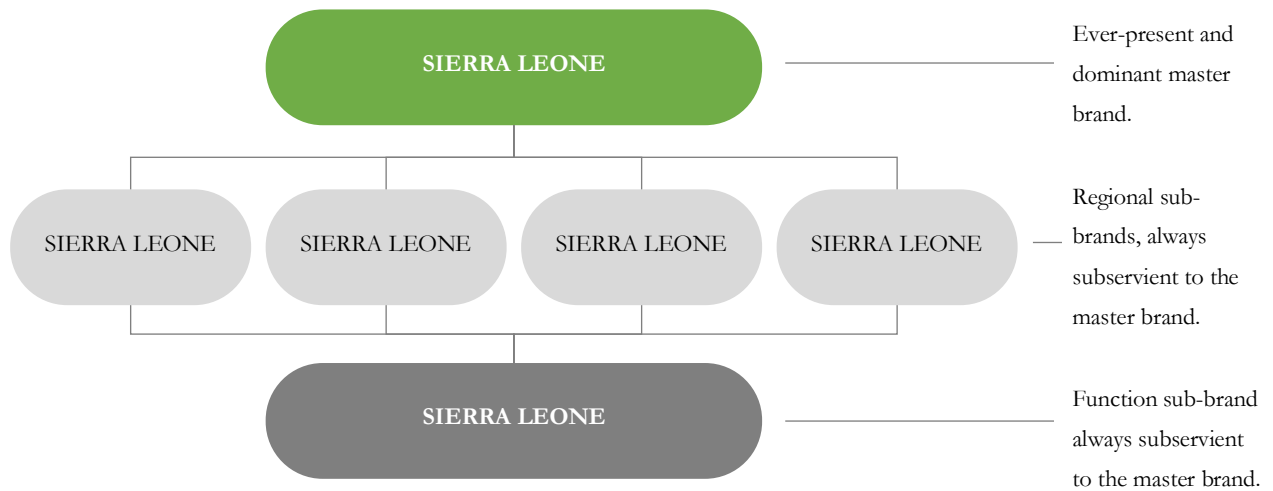 SIERRA LEONE
Ever-present and
dominant master
brand.
SIERRA LEONE
SIERRA LEONE
SIERRA LEONE
SIERRA LEONE
Regional sub-
brands, always
subservient to the
master brand.
SIERRA LEONE
Function sub-brand
always subservient
to the master brand.